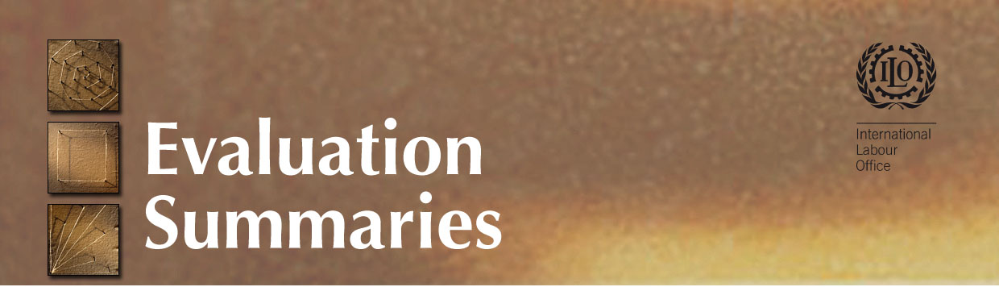 Evaluation
Summaries
ILO
International
Labour
Office